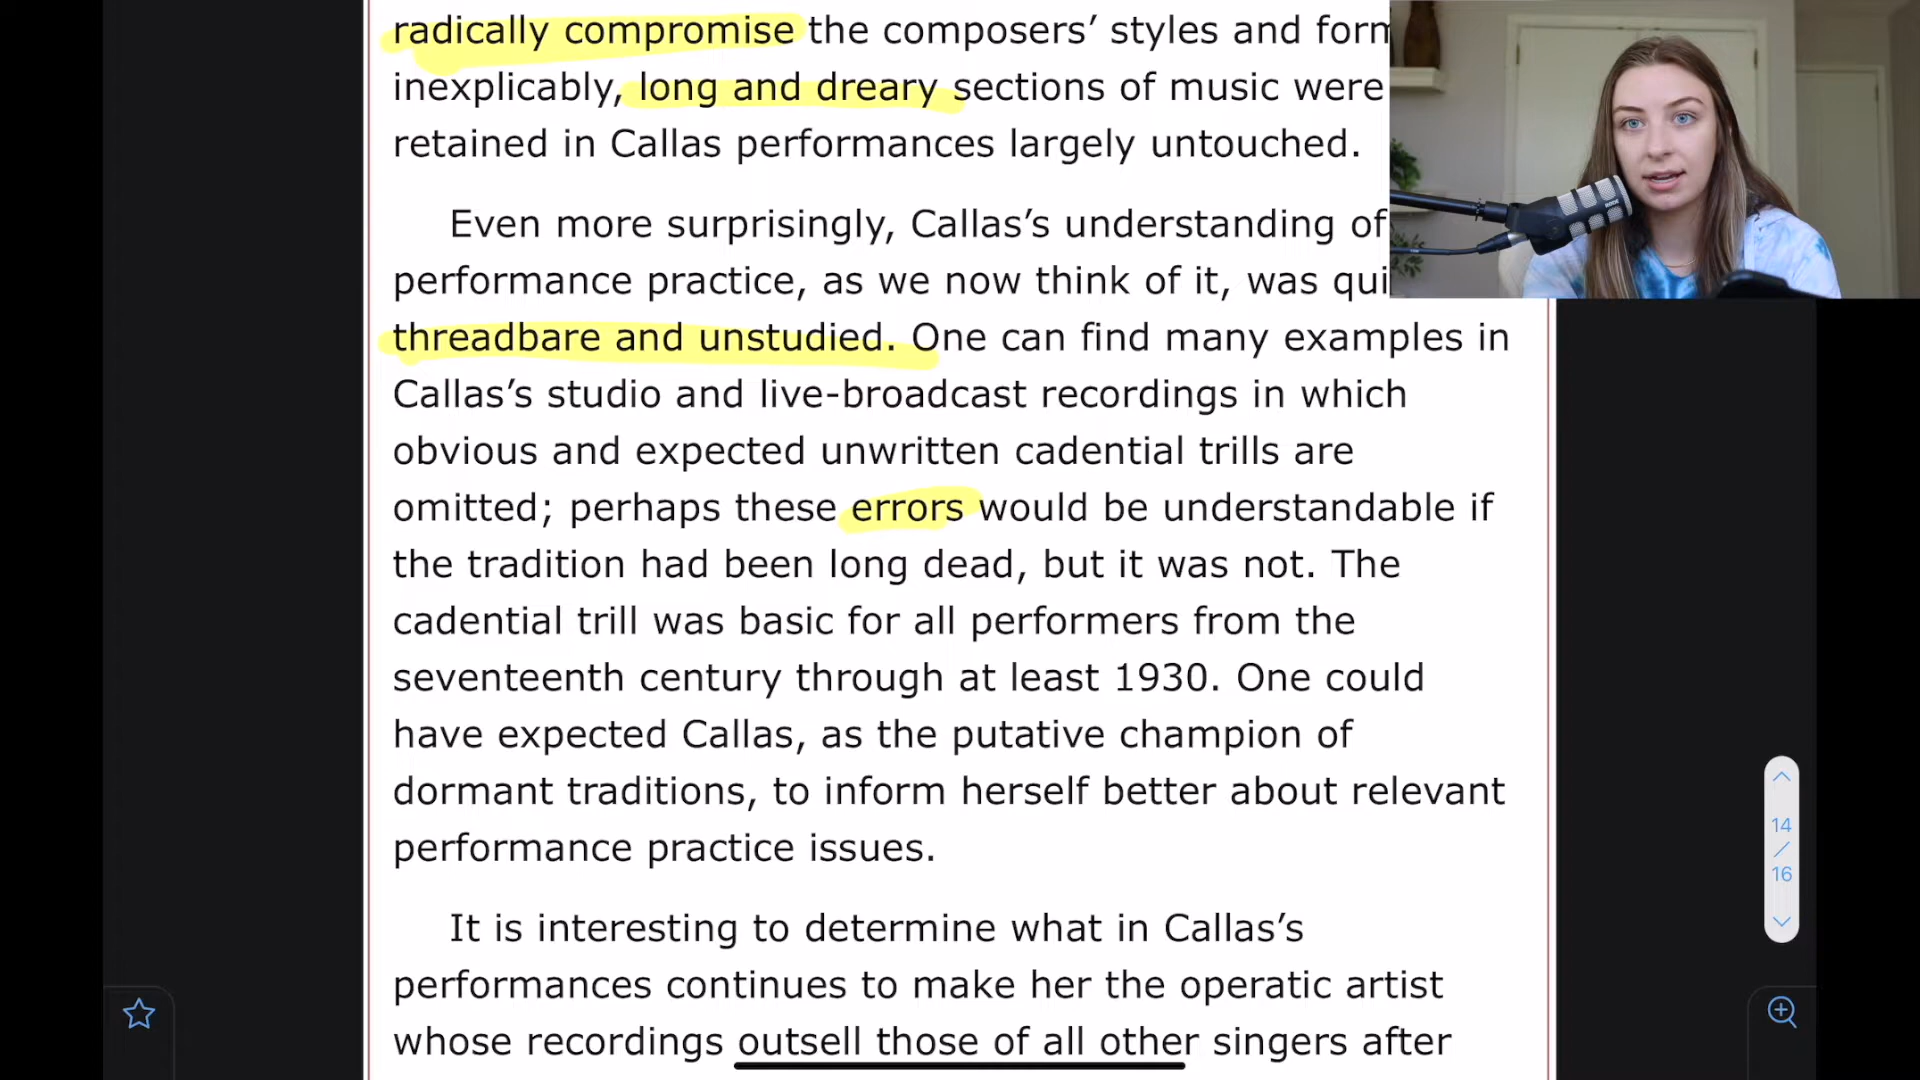 radically compromise the composers’ styles and
inexplicably, long and dreary sections of music were
retained in Callas performances largely untouched.
Even more surprisingly, Callas’s understanding of
performance practice, as we now think of it, was
threadbare and unstudied. One can find many examples in
Callas’s studio and live-broadcast recordings in which
obvious and expected unwritten cadential trills are
omitted; perhaps these errors would be understandable if
the tradition had been long dead, but it was not. The
cadential trill was basic for all performers from the
seventeenth century through at least 1930. One could
have expected Callas, as the putative champion of
dormant traditions, to inform herself better about relevant
performance practice issues.
It is interesting to determine what in Callas’s
performances continues to make her the operatic artist
whose recordings outsell those of all other singers after
14
/
16